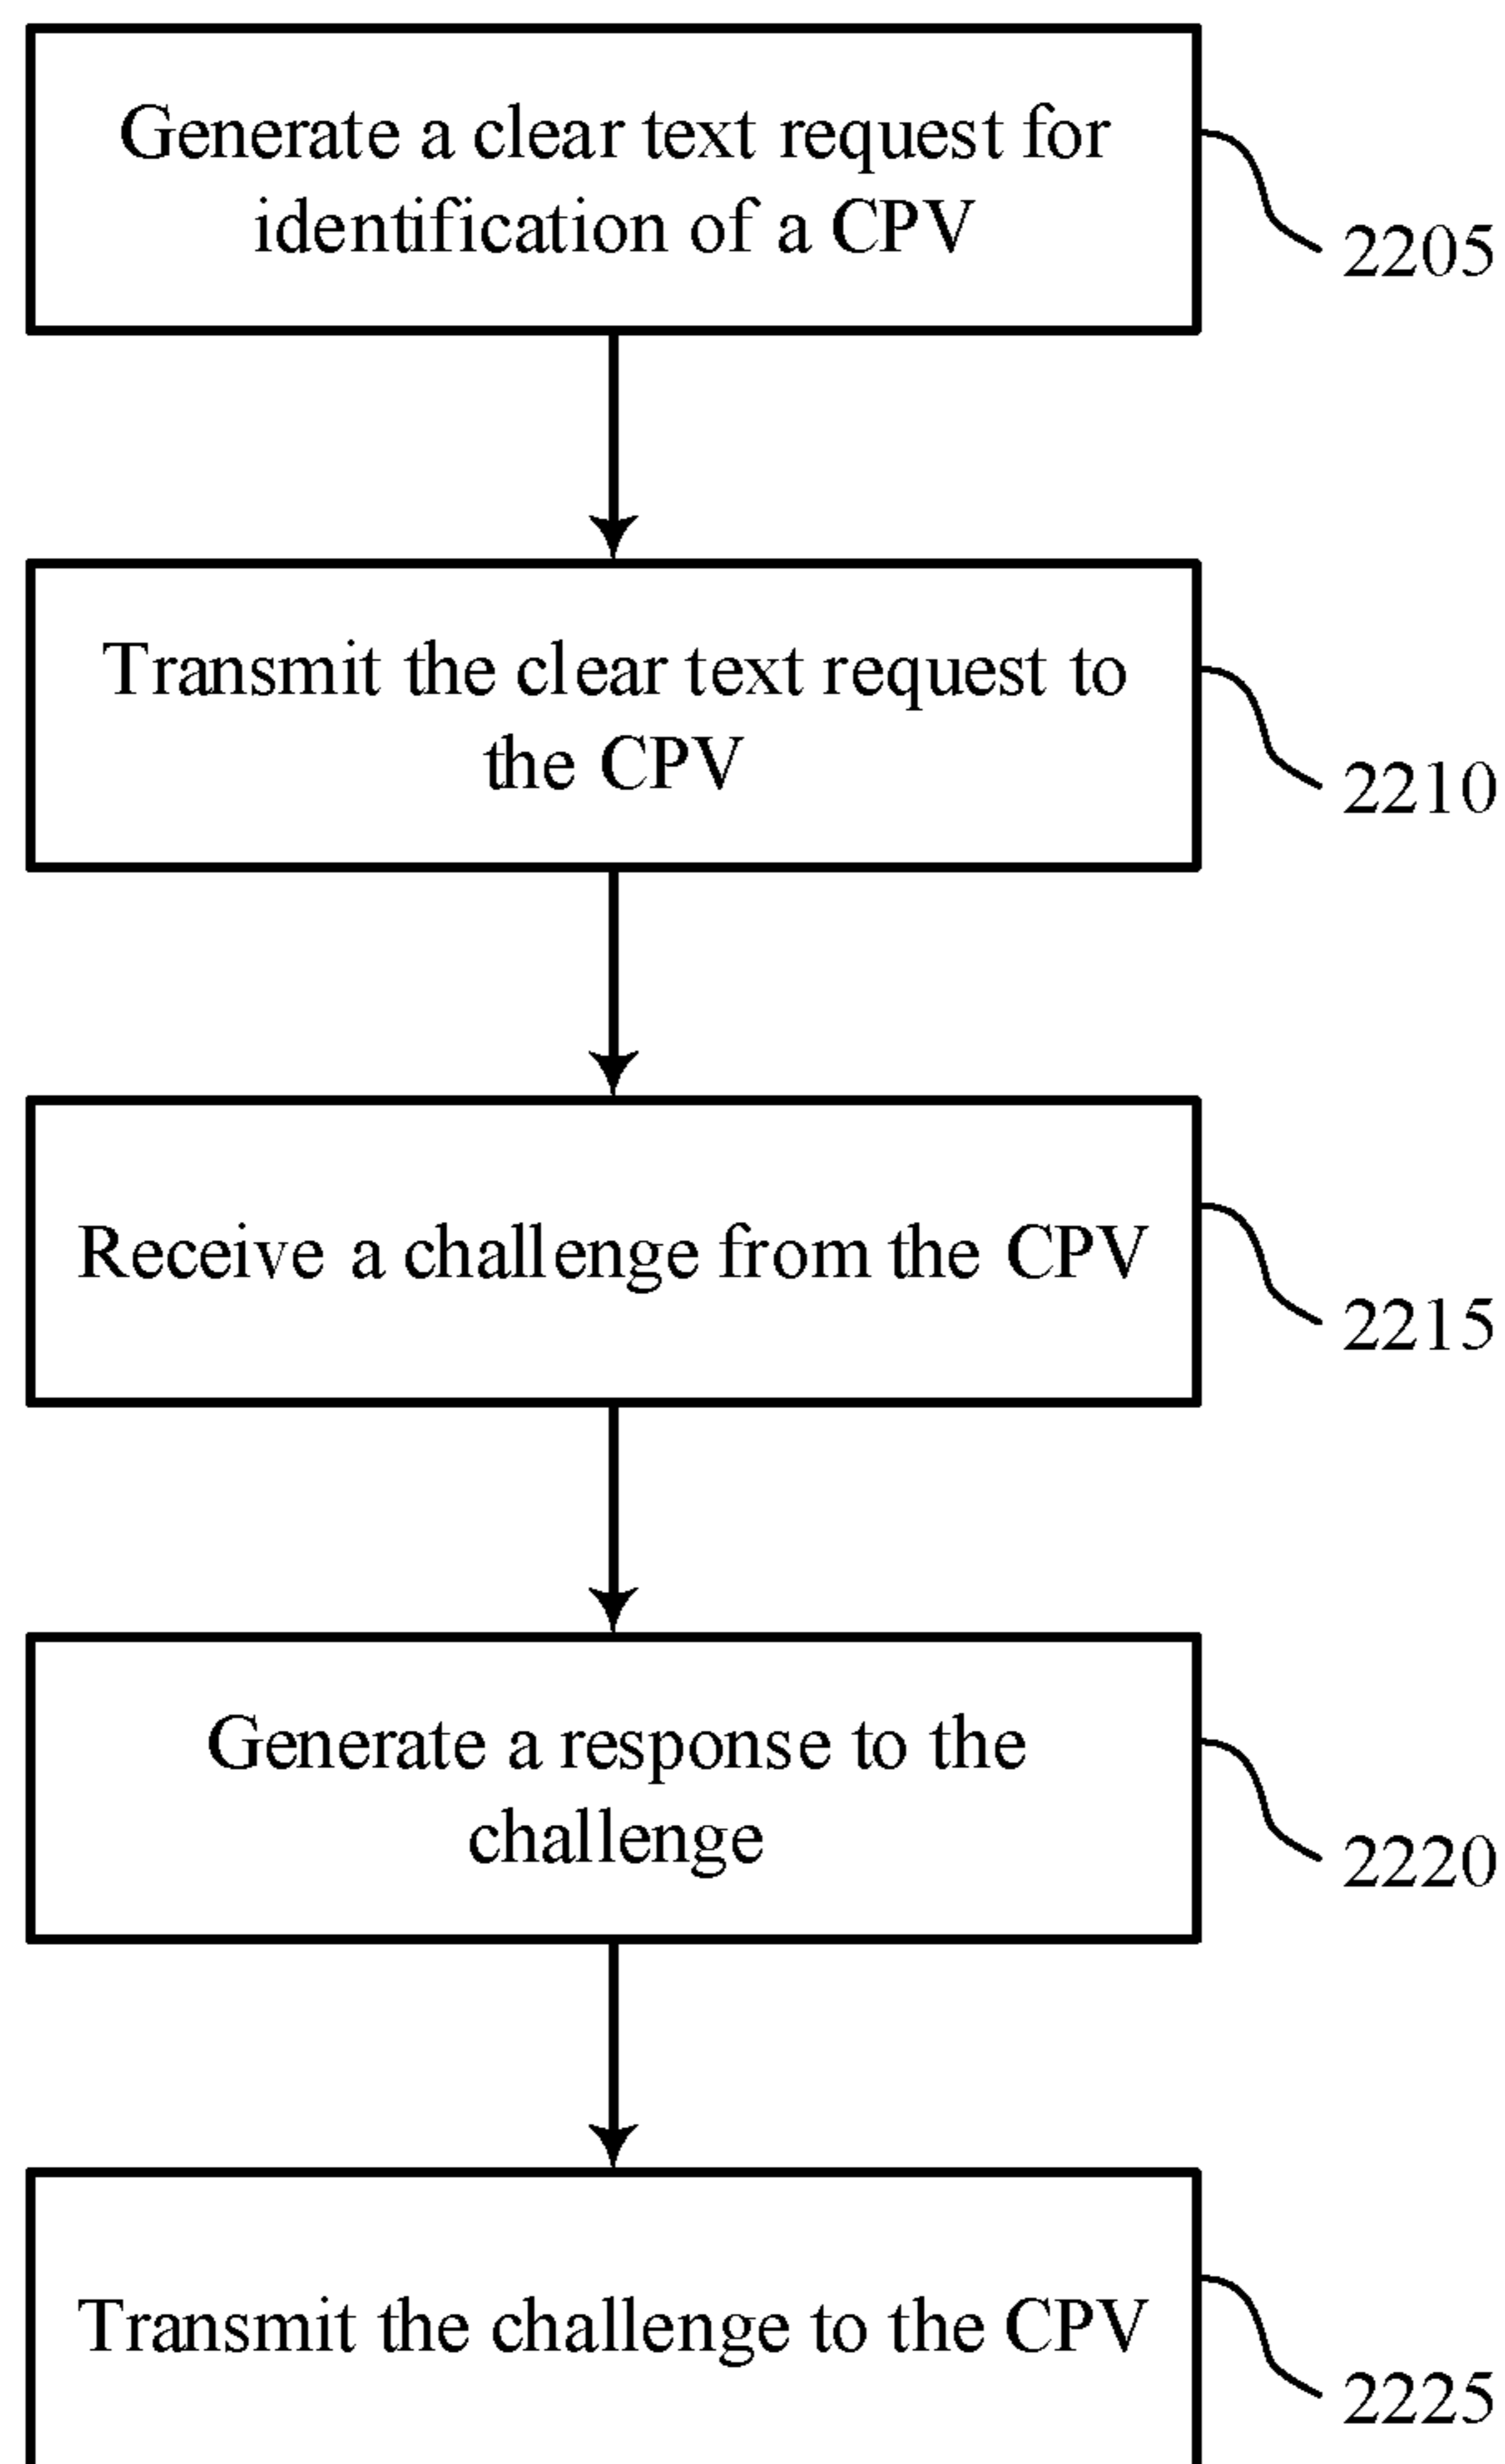 Generate a clear text request for
identification of a CPV
2205
Transmit the clear text request to
the CPV
2210
Receive a challenge from the CPV
2215
Generate a response to the
challenge
2220
Transmit the challenge to the CPV
2225